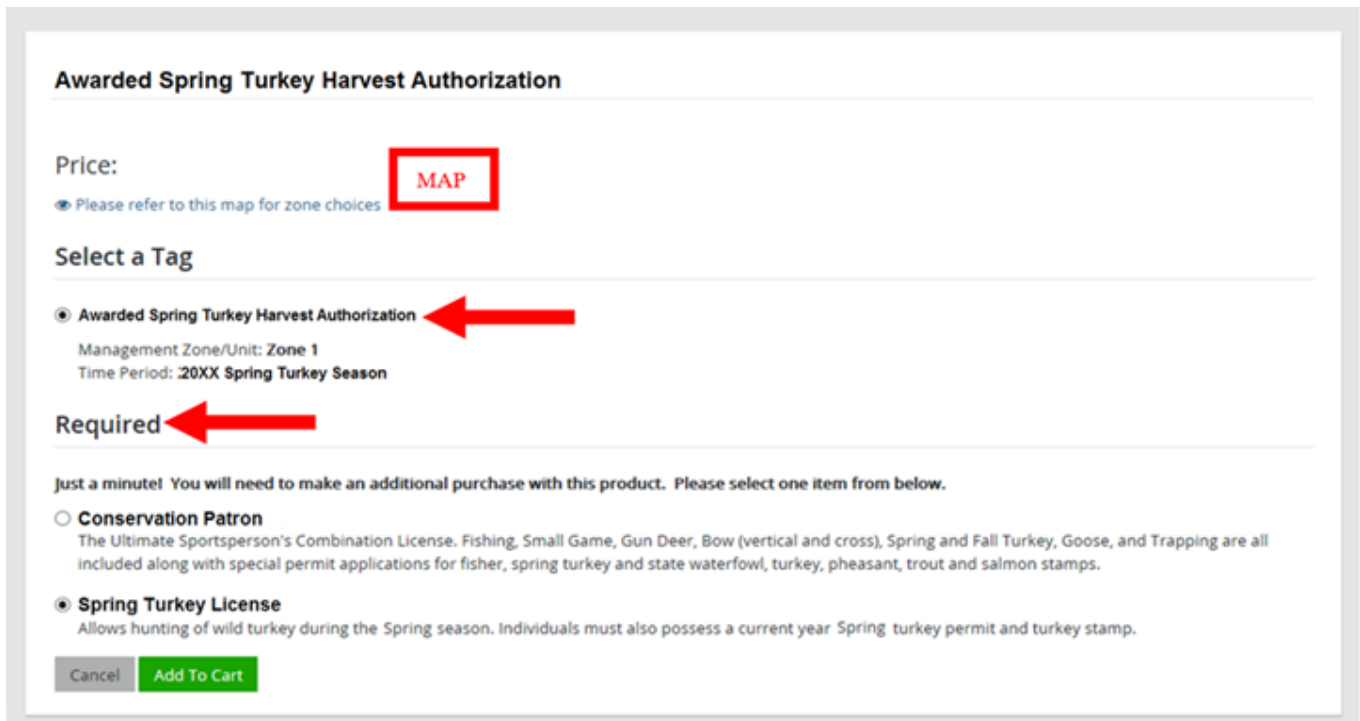 Awarded Spring Turkey Harvest Authorization
Price:
MAP
Please refer to this map for zone choices
Select a Tag
Awarded Spring Turkey Harvest Authorization
Management Zone/Unit: Zone 1
Time Period: 20XX Spring Turkey Season
Required
Just a minute! You will need to make an additional purchase with this product. Please select one item from below.
Conservation Patron
The Ultimate Sportsperson's Combination License. Fishing, Small Game, Gun Deer, Bow (vertical and cross), Spring and Fall Turkey, Goose, and Trapping are all
included along with special permit applications for fisher, spring turkey and state waterfowl, turkey, pheasant, trout and salmon stamps.
Spring Turkey License
Allows hunting of wild turkey during the Spring season. Individuals must also possess a current year Spring turkey permit and turkey stamp.
Cancel Add To Cart